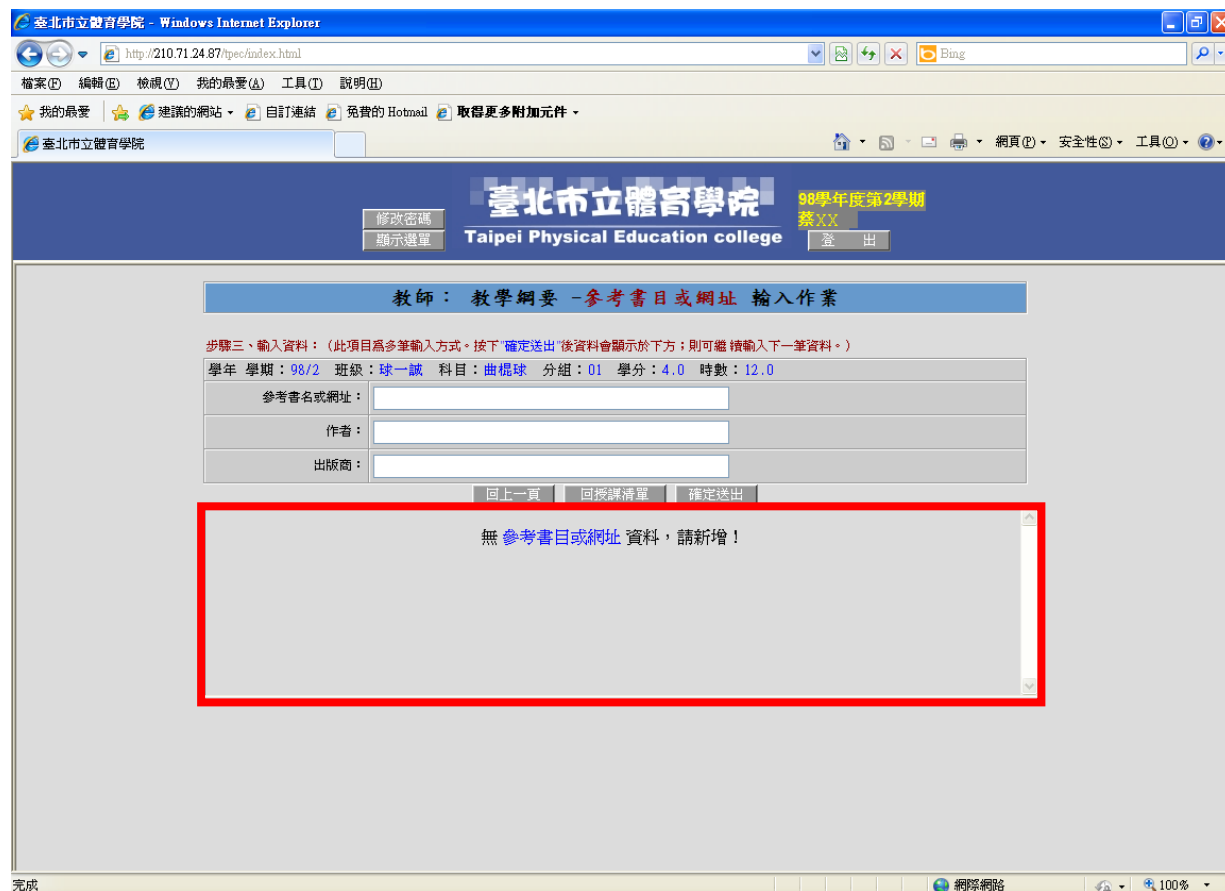 臺北市立體育學院 - Windows Internet Explorer
http://210.71.24.87/tpec/index.html
Bing
檔案(F) 編輯(E) 檢視(V) 我的最愛(A) 工具(T) 說明(H)
我的最愛 建議的網站 自訂連結 免費的 Hotmail 取得更多附加元件
臺北市立體育學院 網頁(P) 安全性(S) 工具(O)
臺北市立體育學院
98學年度第2學期
修改密碼
蔡XX
顯示選單
Taipei Physical Education college
登 出
教師： 教學綱要 -參考書目或網址 輸入作業
步驟三、輸入資料：（此項目為多筆輸入方式。按下"確定送出"後資料會顯示於下方；則可繼續輸入下一筆資料。）
學年 學期：98/2 班級：球一誠 科目：曲棍球 分組：01 學分：4.0 時數：12.0
參考書名或網址：
作者：
出版商：
回上一頁 回授課清單 確定送出
無 參考書目或網址 資料，請新增！
完成 網際網路 100%